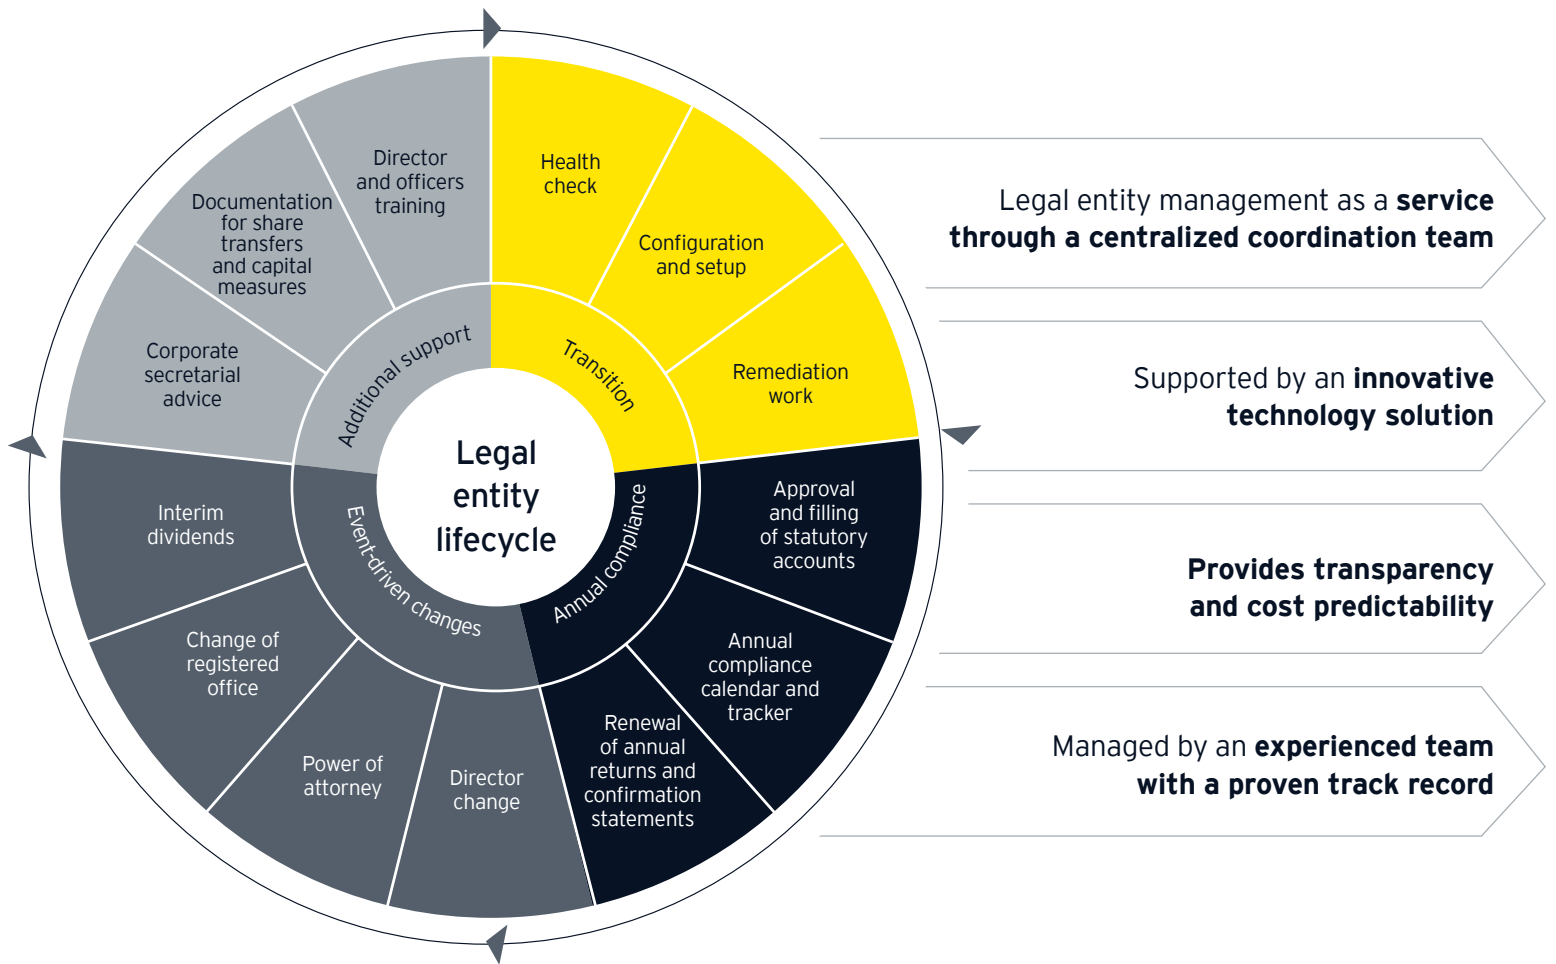 Legal
entity
lifecycle
Transition
Health
check
Configuration
and setup
Remediation
work
Annual compliance
Approval
and filling
of statutory
accounts
Annual
compliance
calendar and
tracker
Renewal
of annual
returns and
confirmation
statements
Event-driven changes
Director
change
Power of
attorney
Change of
registered
office
Interim
dividends
Additional support
Corporate
secretarial
advice
Documentation
for share
transfers
and capital
measures
Director
and officers
training
Legal entity management as a service
through a centralized coordination team
Supported by an innovative
technology solution
Provides transparency
and cost predictability
Managed by an experienced team
with a proven track record